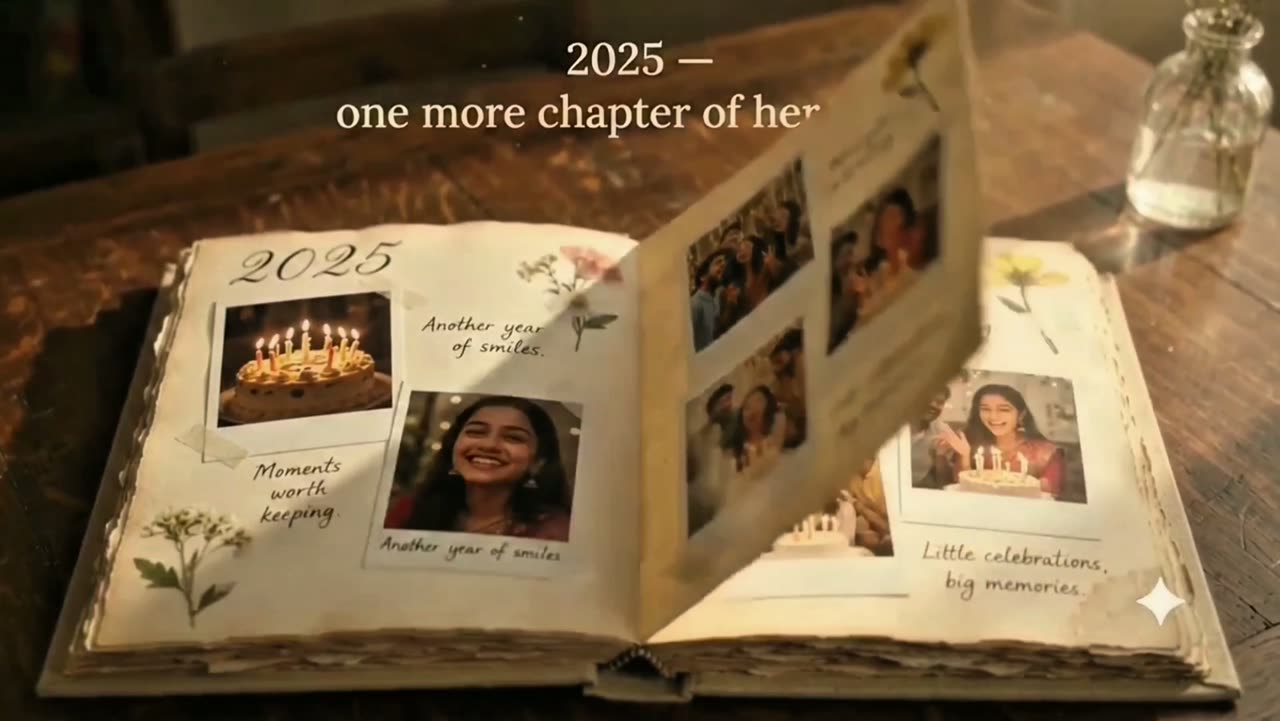 2025 —
one more chapter of her
2025
Another year
of smiles.
Moments
worth
keeping.
Another year of smiles
Little celebrations,
big memories.